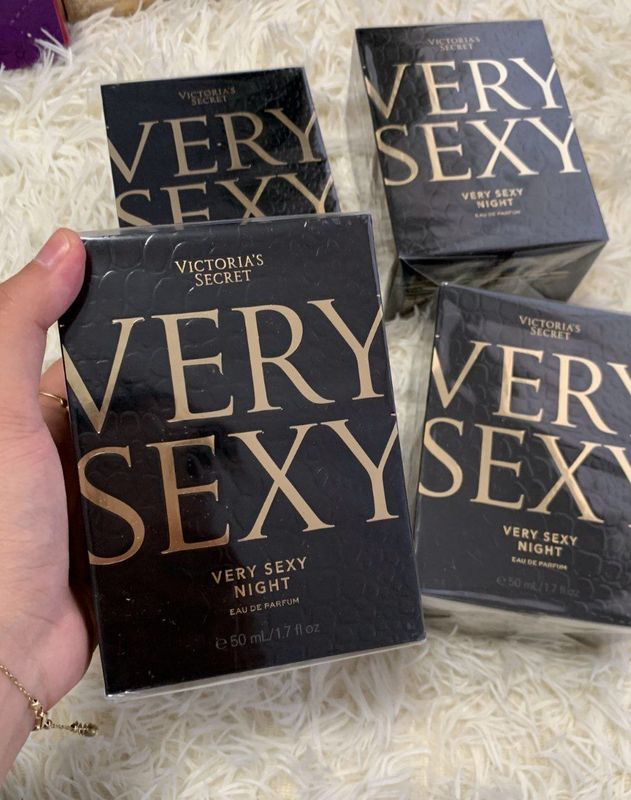 VICTORIA'S
SECRET
VERY
SEXY
VICTORIA'S
SECRET
VERY
SEXY
VERY SEXY
NIGHT
EAU DE PARFUM
VICTORIA'S
SECRET
VERY
SEXY
VERY SEXY
NIGHT
EAU DE PARFUM
℮ 50 mL/1.7 fl oz
VICTORIA'S
SECRET
VERY
SEXY
VERY SEXY
NIGHT
EAU DE PARFUM
℮ 50 mL/1.7 fl oz